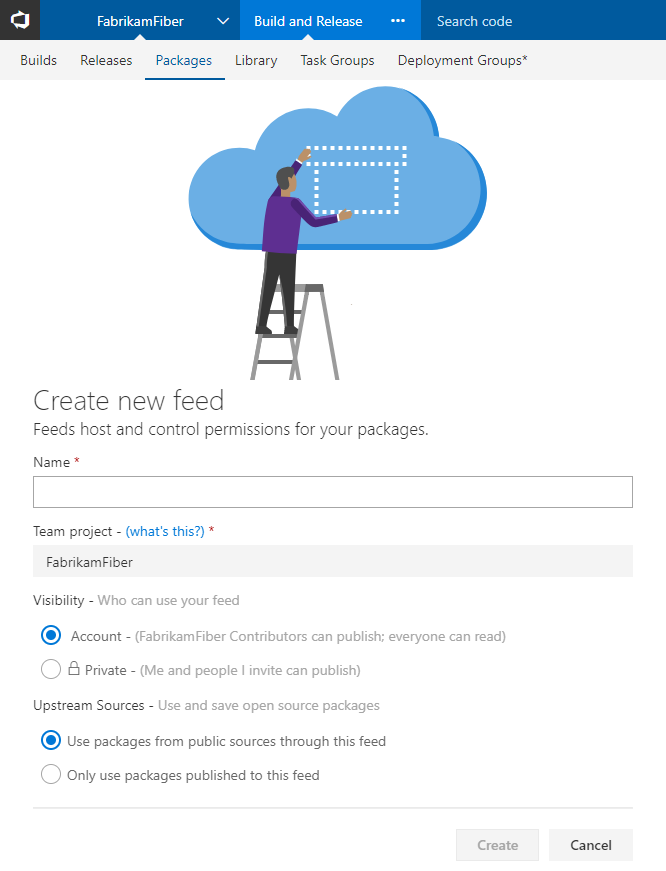 FabrikamFiber Build and Release ••• Search code
Builds Releases Packages Library Task Groups Deployment Groups*
Create new feed
Feeds host and control permissions for your packages.
Name *
Team project - (what's this?) *
FabrikamFiber
Visibility - Who can use your feed
Account - (FabrikamFiber Contributors can publish; everyone can read)
Private - (Me and people I invite can publish)
Upstream Sources - Use and save open source packages
Use packages from public sources through this feed
Only use packages published to this feed
Create Cancel